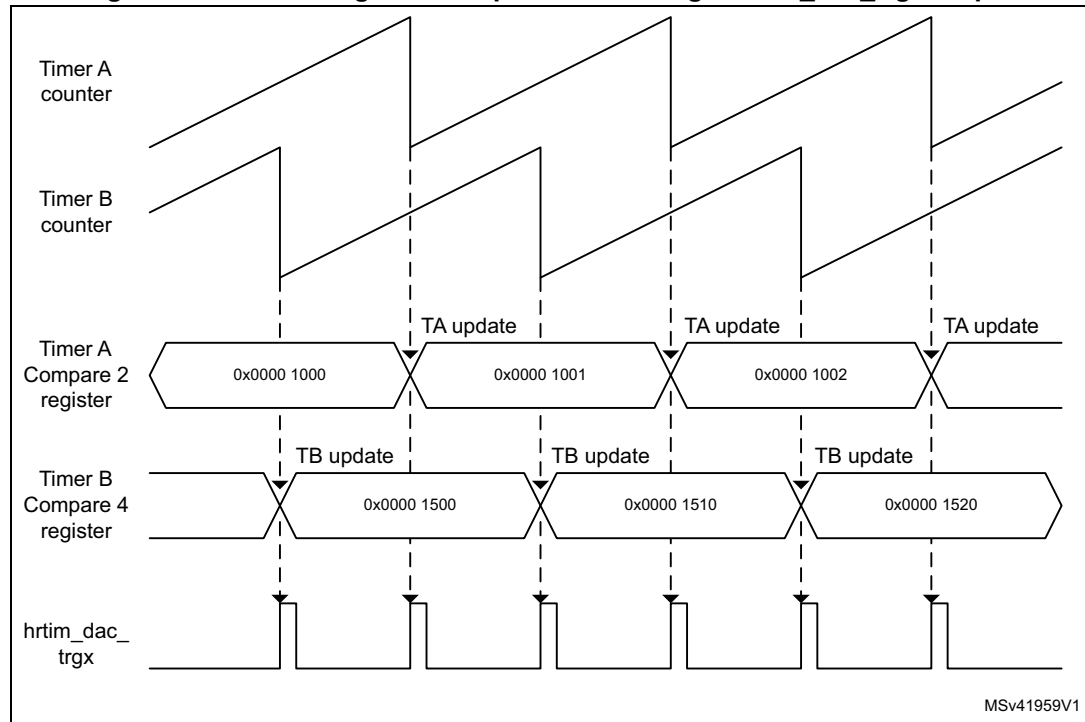 Timer A
counter
Timer B
counter
TA update
TA update
TA update
Timer A
Compare 2
register
0x0000 1000
0x0000 1001
0x0000 1002
TB update
TB update
TB update
Timer B
Compare 4
register
0x0000 1500
0x0000 1510
0x0000 1520
hrtim_dac_
trgx
MSv41959V1